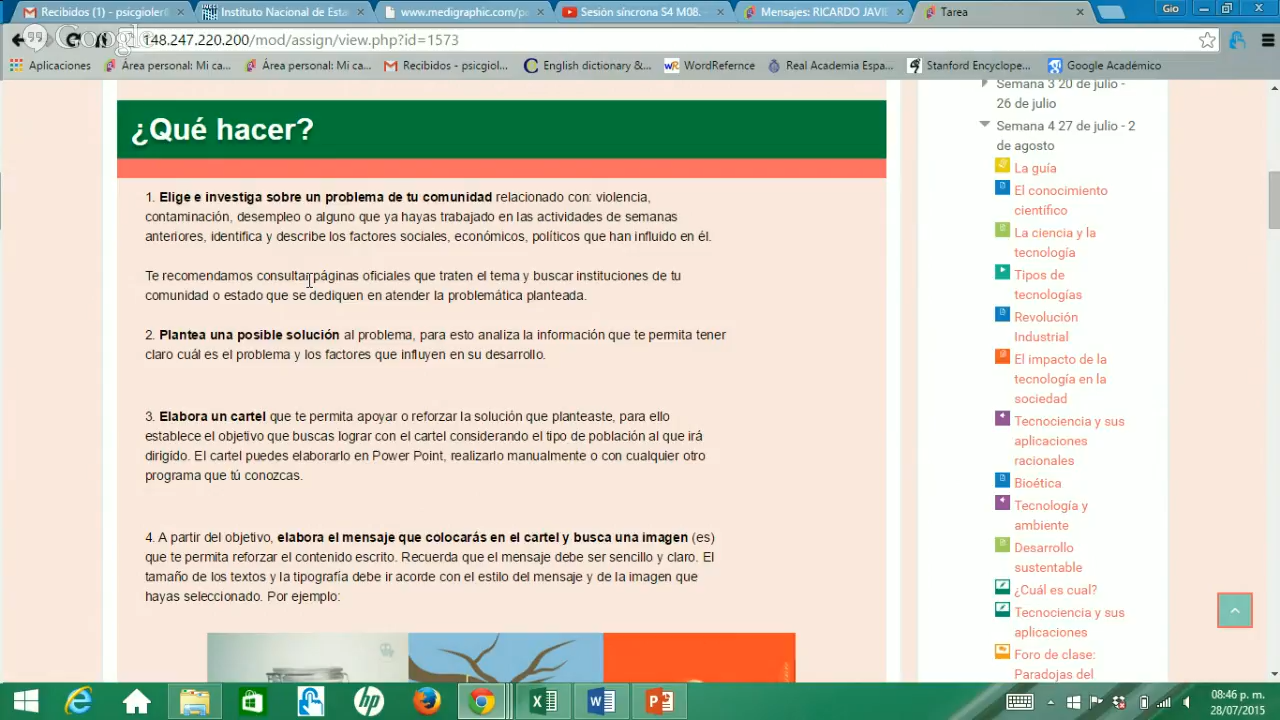 Recibidos (1) - psicgioler@
Instituto Nacional de Esta
www.medigraphic.com/p
Sesión síncrona S4 M08.
Mensajes: RICARDO JAVIE
Tarea
Gio
Google
148.247.220.200/mod/assign/view.php?id=1573
Aplicaciones
Área personal: Mi ca...
Área personal: Mi ca...
Recibidos - psicgiol...
English dictionary &...
WordRefernce
Real Academia Espa...
Stanford Encyclope...
Google Académico
¿Qué hacer?
1. Elige e investiga sobre un problema de tu comunidad relacionado con: violencia,
contaminación, desempleo o alguno que ya hayas trabajado en las actividades de semanas
anteriores, identifica y describe los factores sociales, económicos, políticos que han influido en él.
Te recomendamos consultar páginas oficiales que traten el tema y buscar instituciones de tu
comunidad o estado que se dediquen en atender la problemática planteada.
2. Plantea una posible solución al problema, para esto analiza la información que te permita tener
claro cuál es el problema y los factores que influyen en su desarrollo.
3. Elabora un cartel que te permita apoyar o reforzar la solución que planteaste, para ello
establece el objetivo que buscas lograr con el cartel considerando el tipo de población al que irá
dirigido. El cartel puedes elaborarlo en Power Point, realizarlo manualmente o con cualquier otro
programa que tú conozcas.
4. A partir del objetivo, elabora el mensaje que colocarás en el cartel y busca una imagen (es)
que te permita reforzar el contenido escrito. Recuerda que el mensaje debe ser sencillo y claro. El
tamaño de los textos y la tipografía debe ir acorde con el estilo del mensaje y de la imagen que
hayas seleccionado. Por ejemplo:
Semana 3 20 de julio -
26 de julio
Semana 4 27 de julio - 2
de agosto
La guía
El conocimiento
científico
La ciencia y la
tecnología
Tipos de
tecnologías
Revolución
Industrial
El impacto de la
tecnología en la
sociedad
Tecnociencia y sus
aplicaciones
racionales
Bioética
Tecnología y
ambiente
Desarrollo
sustentable
¿Cuál es cual?
Tecnociencia y sus
aplicaciones
Foro de clase:
Paradojas del
08:46 p. m.
28/07/2015